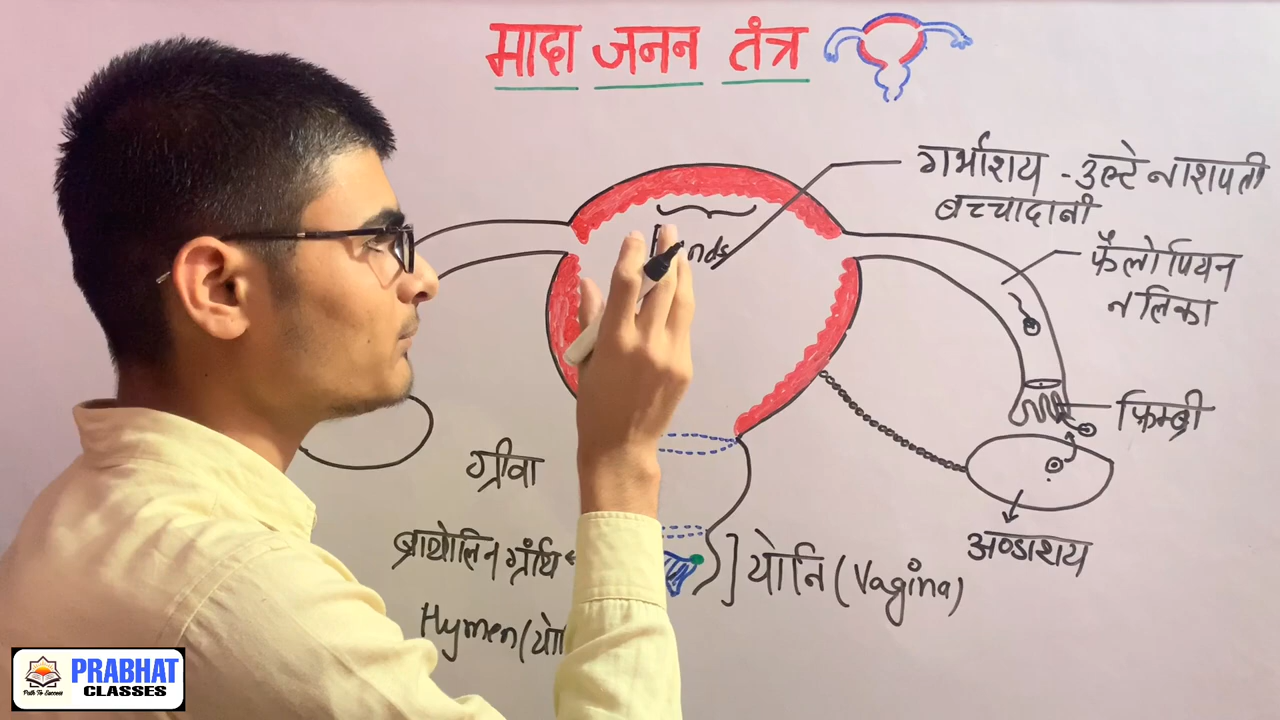 मादा जनन तंत्र
गर्भाशय - उल्टे नाशपती
बच्चादानी
फैलोपियन
नलिका
फिम्ब्री
अण्डाशय
ग्रीवा
ब्राथोलिन ग्रंथि
योनि (Vagina)
Hymen
PRABHAT
CLASSES
Path To Success